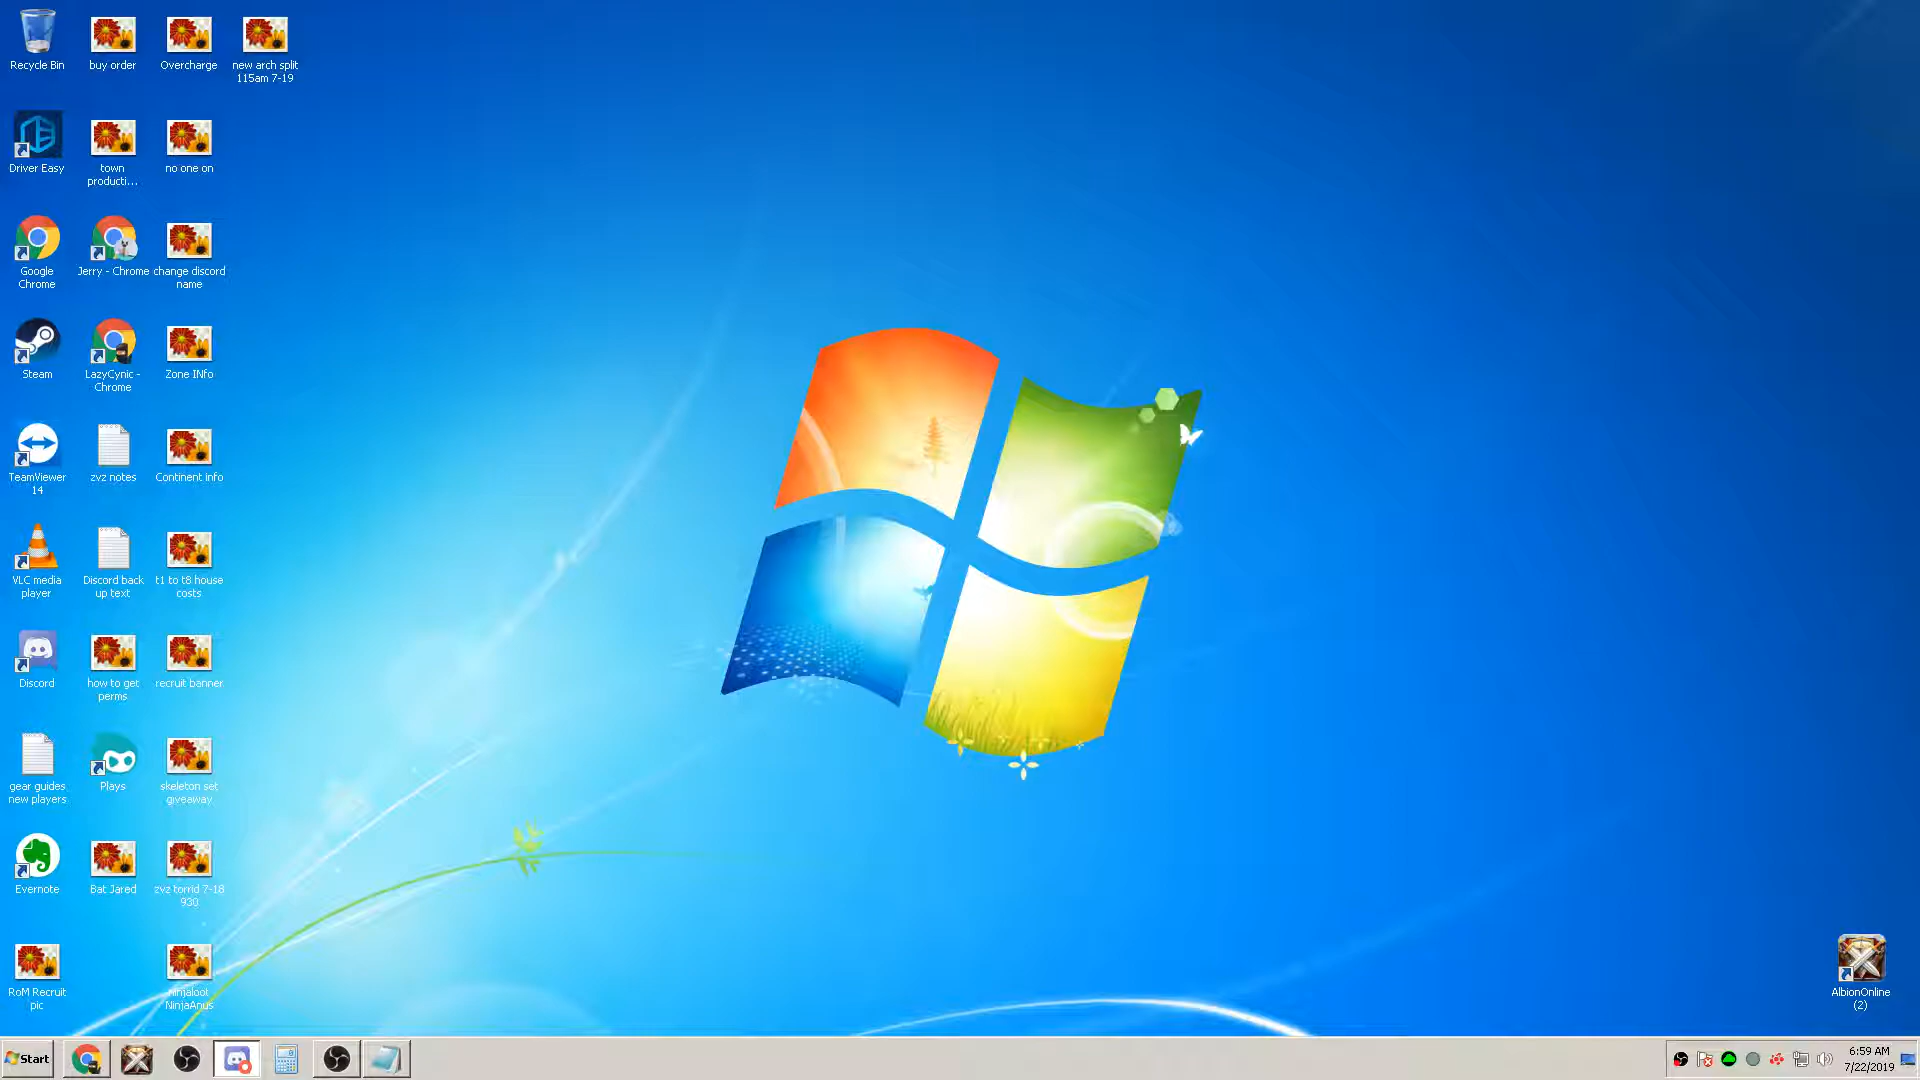 Recycle Bin
buy order
Overcharge
new arch split
115am 7-19
Driver Easy
town
producti...
no one on
Google
Chrome
Jerry - Chrome
change discord
name
Steam
LazyCynic -
Chrome
Zone INfo
TeamViewer
14
zvz notes
Continent info
VLC media
player
Discord back
up text
t1 to t8 house
costs
Discord
how to get
perms
recruit banner
gear guides
new players
Plays
skeleton set
giveaway
Evernote
Bat Jared
zvz torrid 7-18
930
RoM Recruit
pic
ninjaloot
NinjaAnus
AlbionOnline
(2)
Start
6:59 AM
7/22/2019